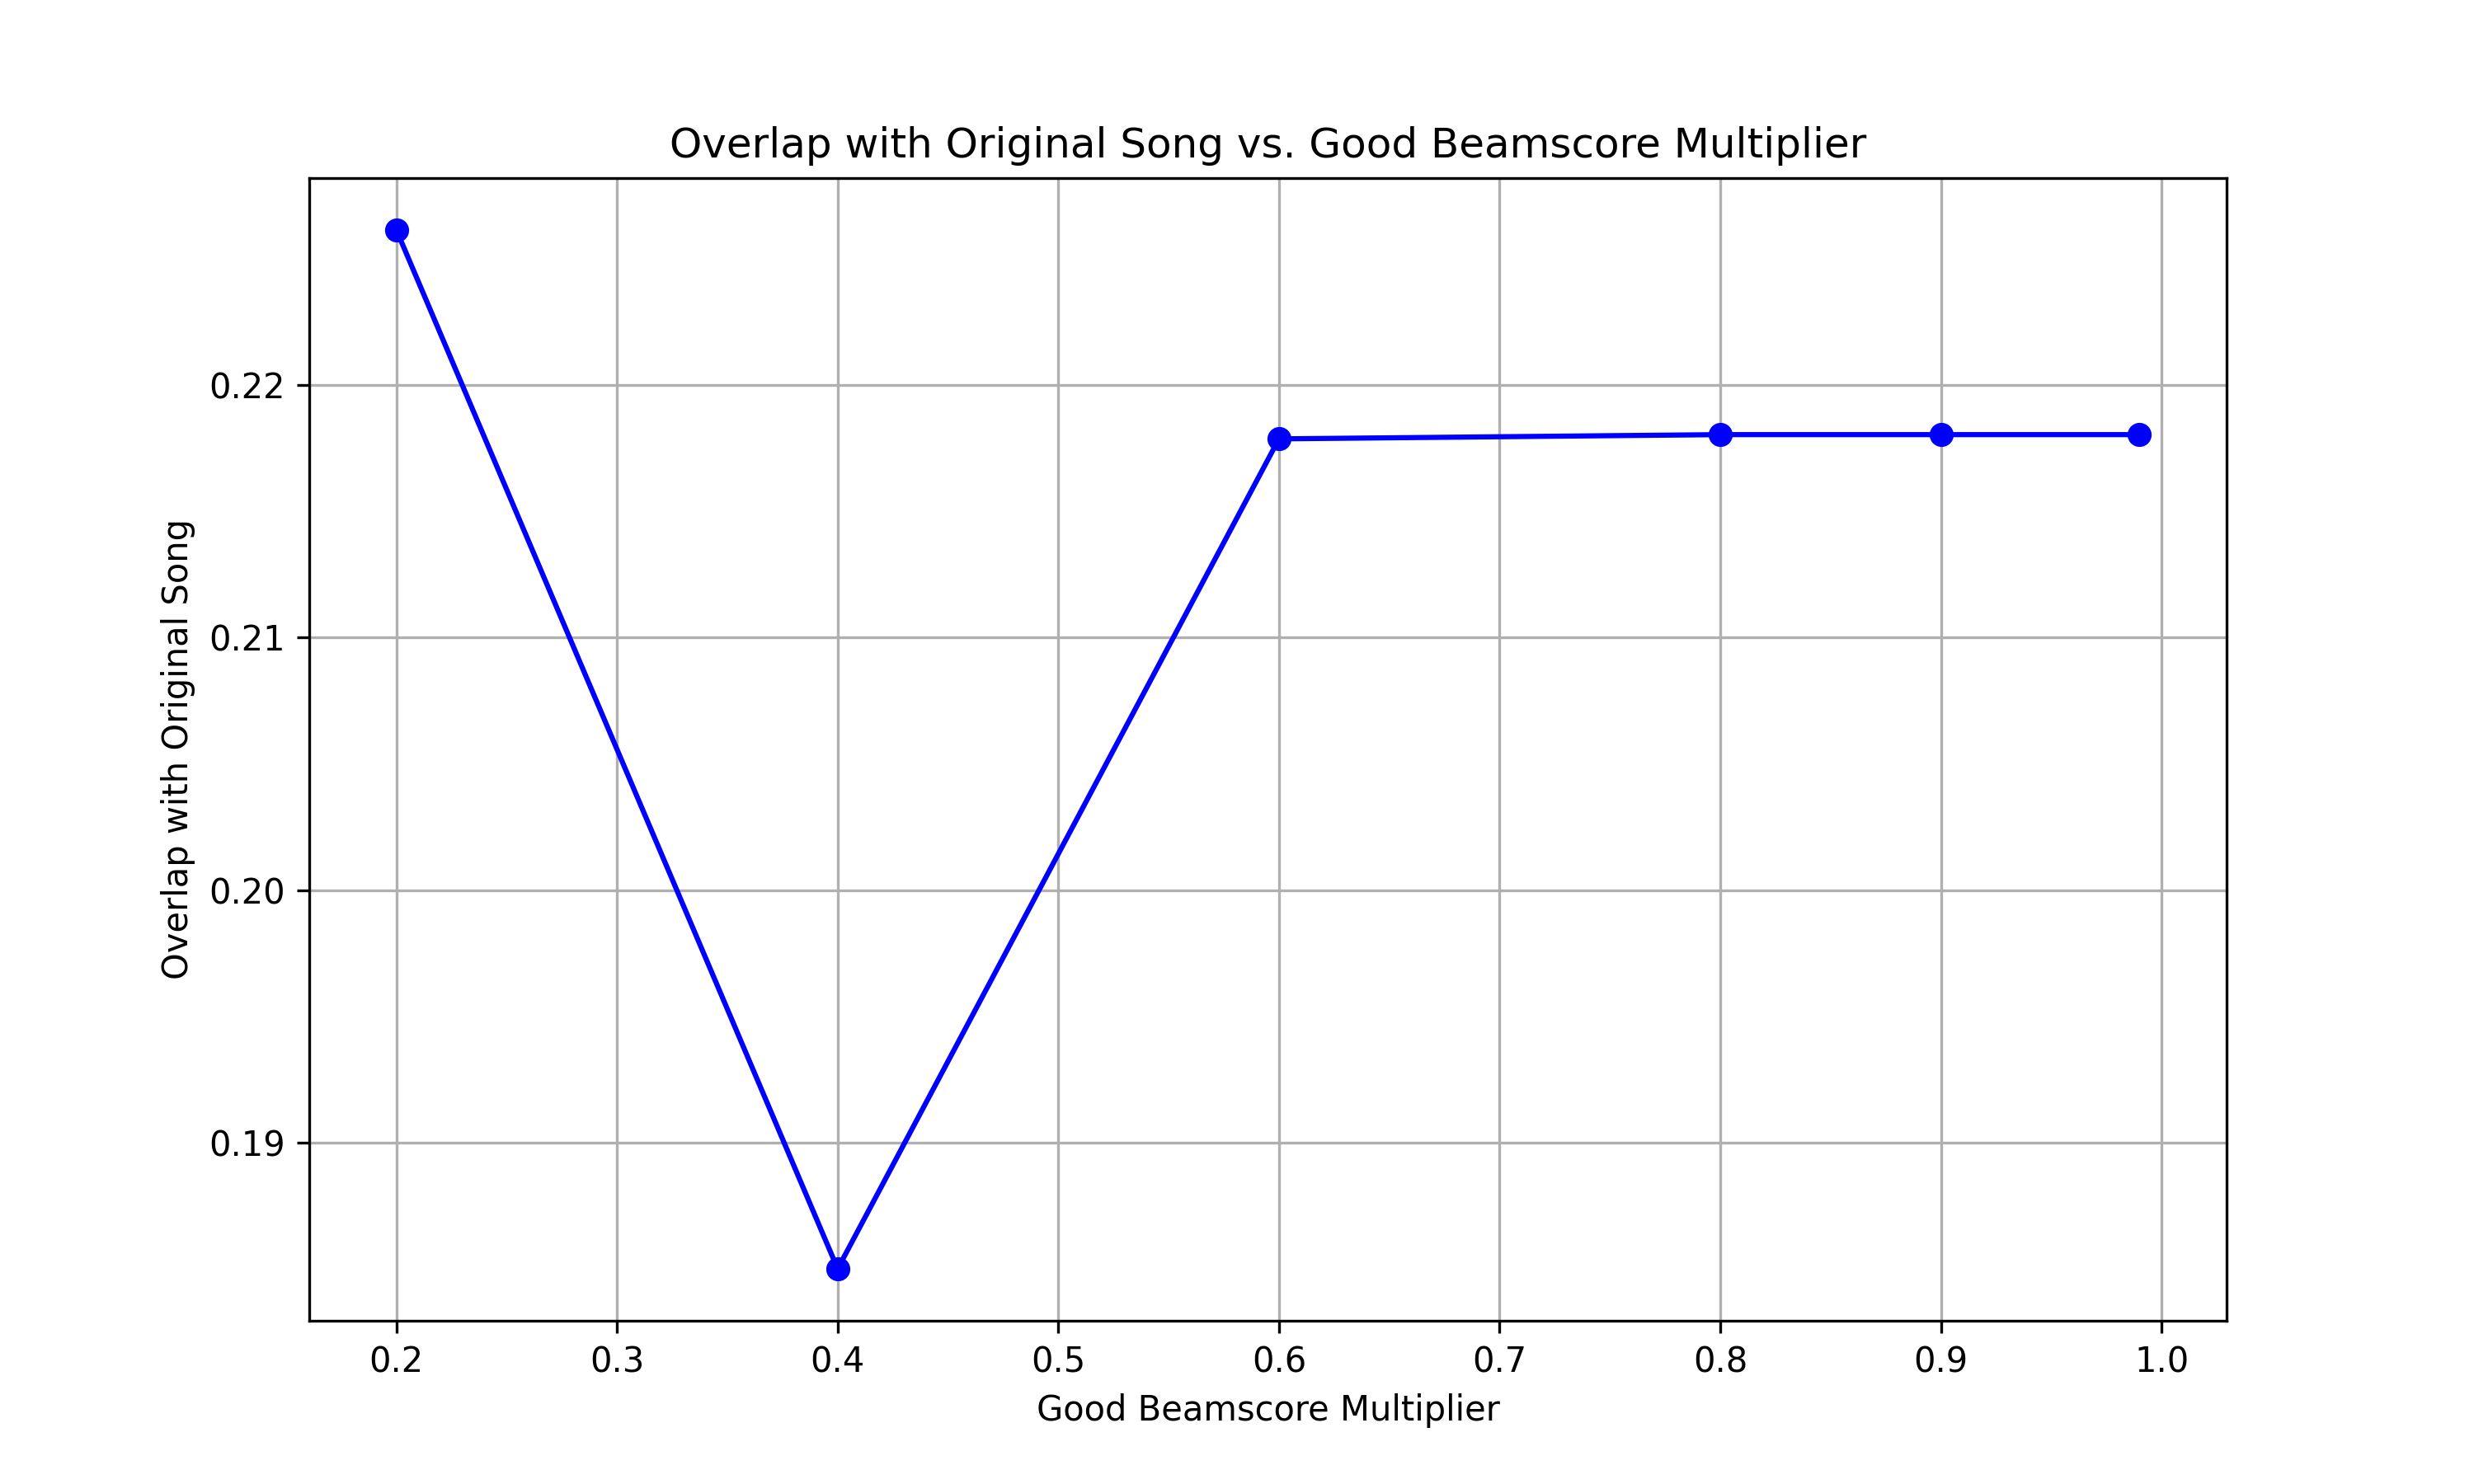 Overlap with Original Song vs. Good Beamscore Multiplier
Overlap with Original Song
0.22
0.21
0.20
0.19
0.2 0.3 0.4 0.5 0.6 0.7 0.8 0.9 1.0
Good Beamscore Multiplier